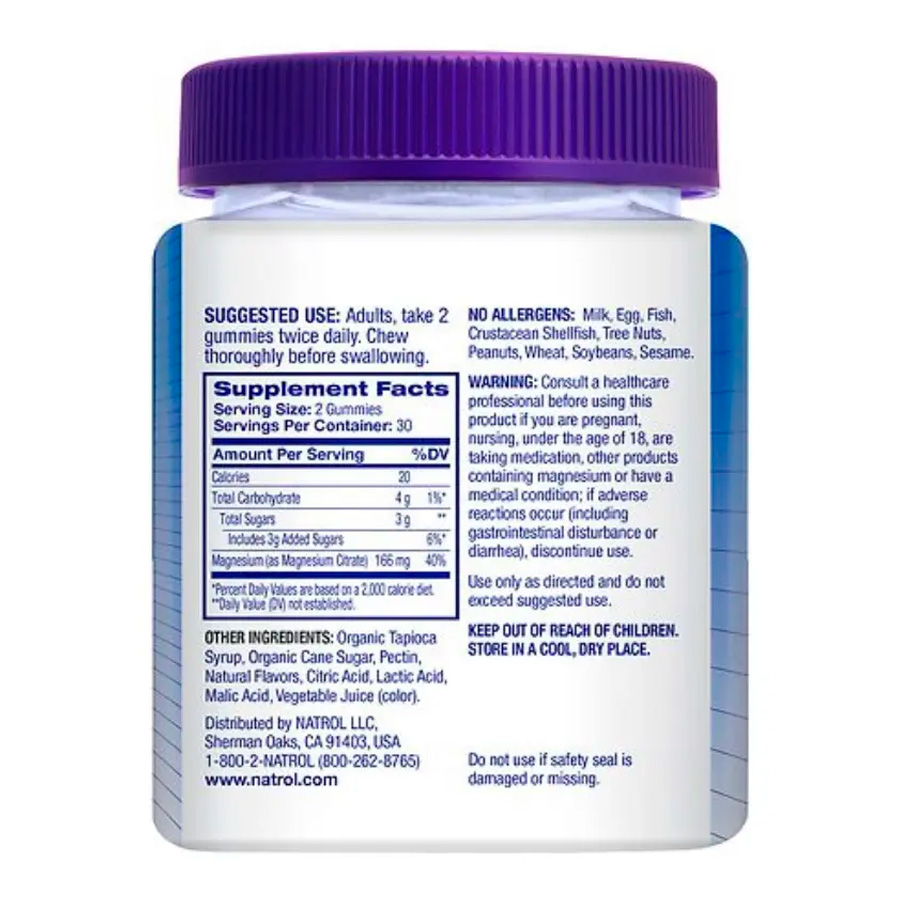 SUGGESTED USE: Adults, take 2
gummies twice daily. Chew
thoroughly before swallowing.
Supplement Facts
Serving Size: 2 Gummies
Servings Per Container: 30
Amount Per Serving %DV
Calories 20
Total Carbohydrate 4 g 1%*
Total Sugars 3 g **
Includes 3g Added Sugars 6%*
Magnesium (as Magnesium Citrate) 166 mg 40%
*Percent Daily Values are based on a 2,000 calorie diet.
**Daily Value (DV) not established.
OTHER INGREDIENTS: Organic Tapioca
Syrup, Organic Cane Sugar, Pectin,
Natural Flavors, Citric Acid, Lactic Acid,
Malic Acid, Vegetable Juice (color).
Distributed by NATROL LLC,
Sherman Oaks, CA 91403, USA
1-800-2-NATROL (800-262-8765)
www.natrol.com
NO ALLERGENS: Milk, Egg, Fish,
Crustacean Shellfish, Tree Nuts,
Peanuts, Wheat, Soybeans, Sesame.
WARNING: Consult a healthcare
professional before using this
product if you are pregnant,
nursing, under the age of 18, are
taking medication, other products
containing magnesium or have a
medical condition; if adverse
reactions occur (including
gastrointestinal disturbance or
diarrhea), discontinue use.
Use only as directed and do not
exceed suggested use.
KEEP OUT OF REACH OF CHILDREN.
STORE IN A COOL, DRY PLACE.
Do not use if safety seal is
damaged or missing.